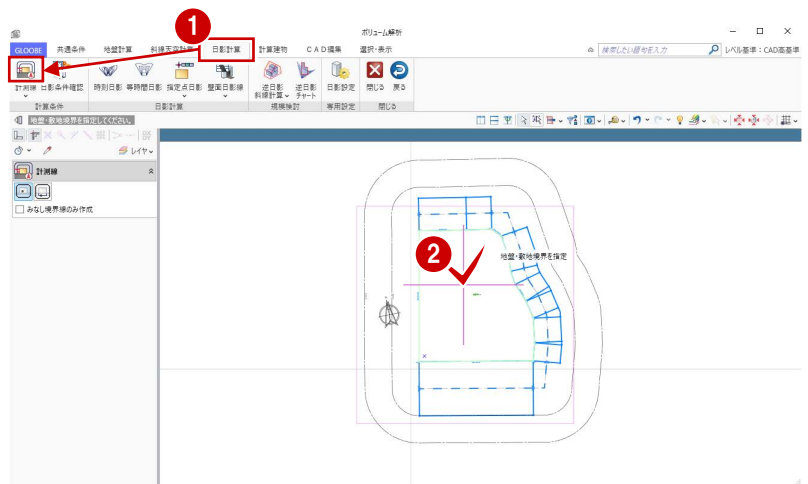 1
ボリューム解析
GLOOBE 共通条件 地盤計算 斜線天空計算 日影計算 計算建物 CAD編集 選択・表示 検索したい語句を入力 レベル基準：CAD高基準
計測線 日影条件確認 時刻日影 等時間日影 指定点日影 壁面日影線 逆日影斜線計算 逆日影チャート 日影設定 閉じる 戻る
計算条件 日影計算 規模検討 専用設定 閉じる
地盤・敷地境界を指定してください。
レイヤ
計測線
みなし境界線のみ作成
2
地盤・敷地境界を指定